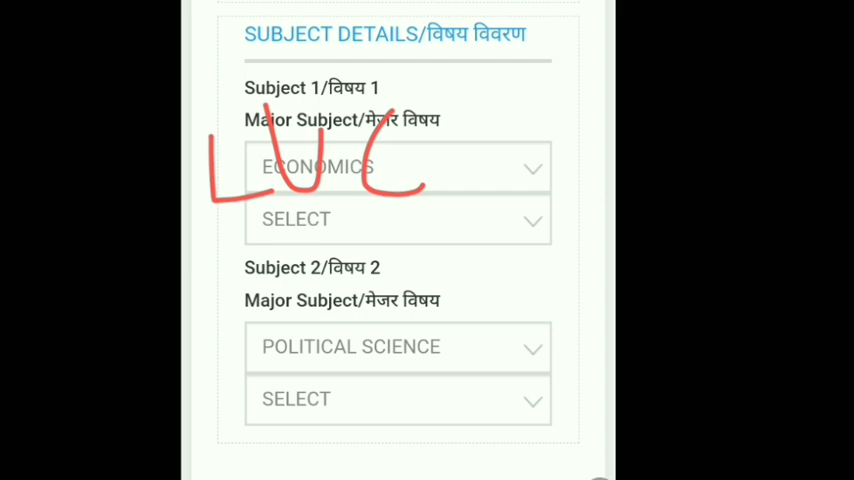 SUBJECT DETAILS/विषय विवरण
Subject 1/विषय 1
Major Subject/मेजर विषय
LUC
ECONOMICS
SELECT
Subject 2/विषय 2
Major Subject/मेजर विषय
POLITICAL SCIENCE
SELECT